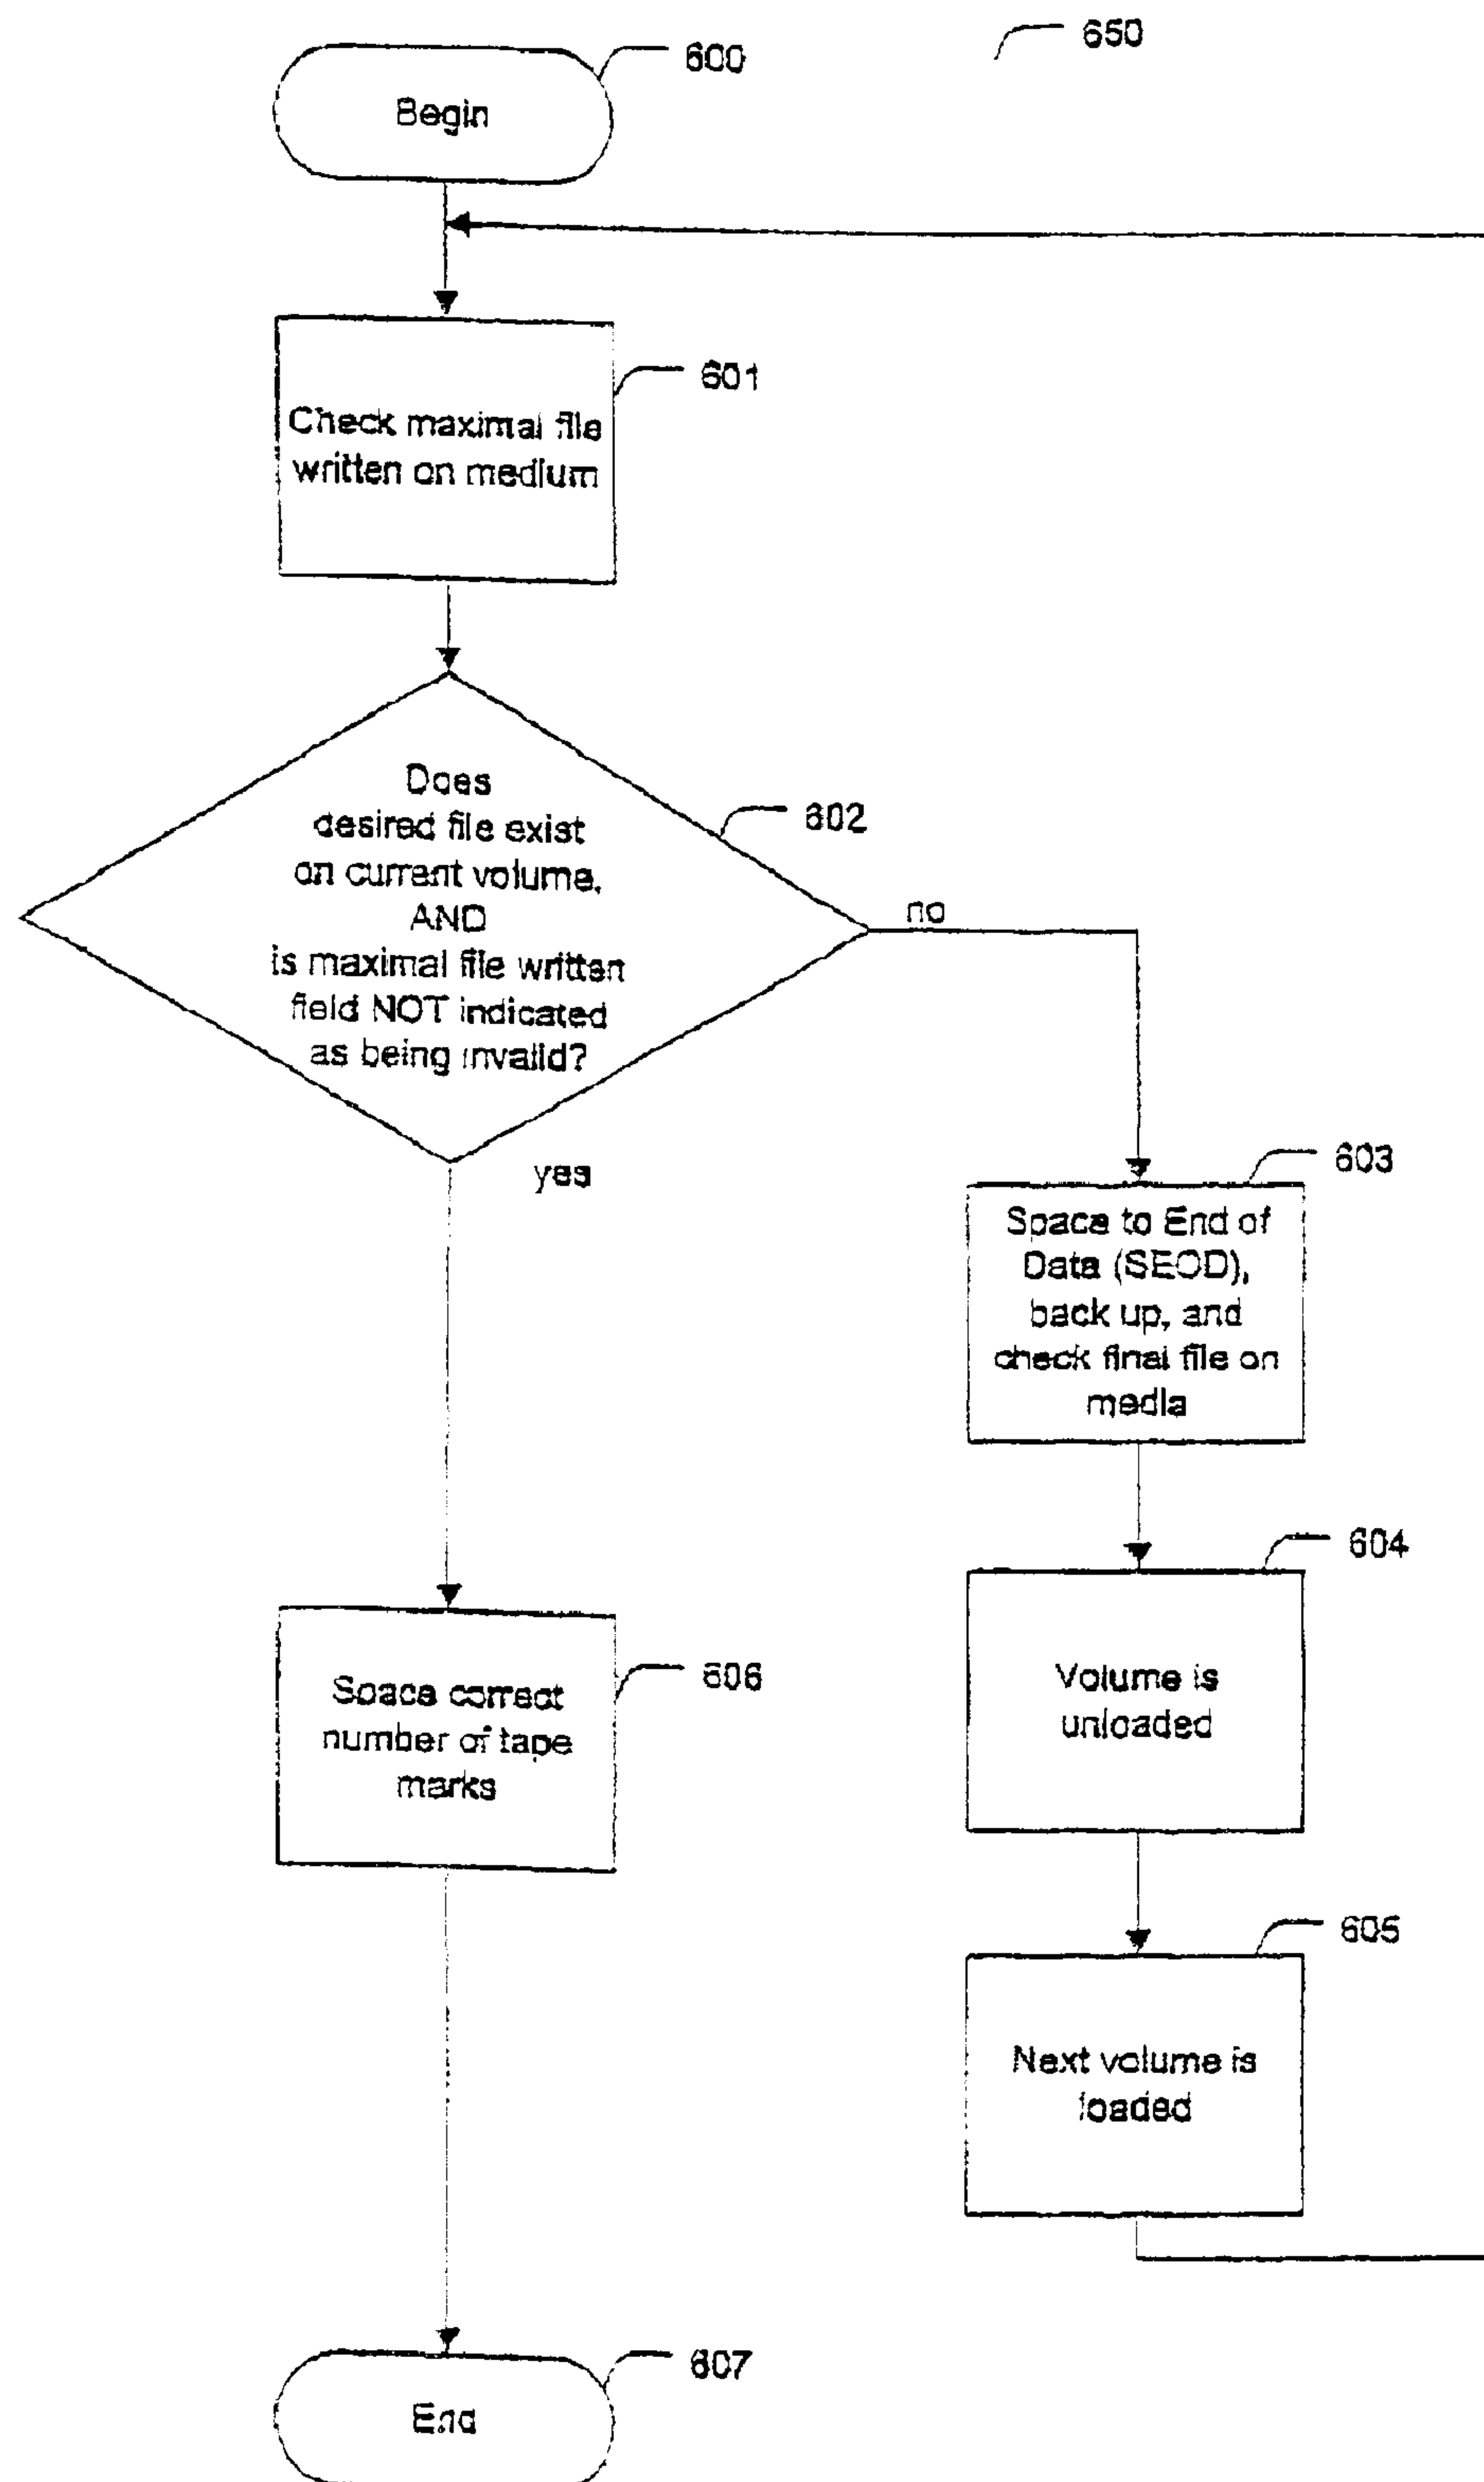 600
650
Begin
601
Check maximal file
written on medium
Does
desired file exist
on current volume,
AND
is maximal file written
field NOT indicated
as being invalid?
602
no
yes
603
Space to End of
Data (SEOD),
back up, and
check final file on
media
604
Volume is
unloaded
606
Space correct
number of tape
marks
605
Next volume is
loaded
607
End